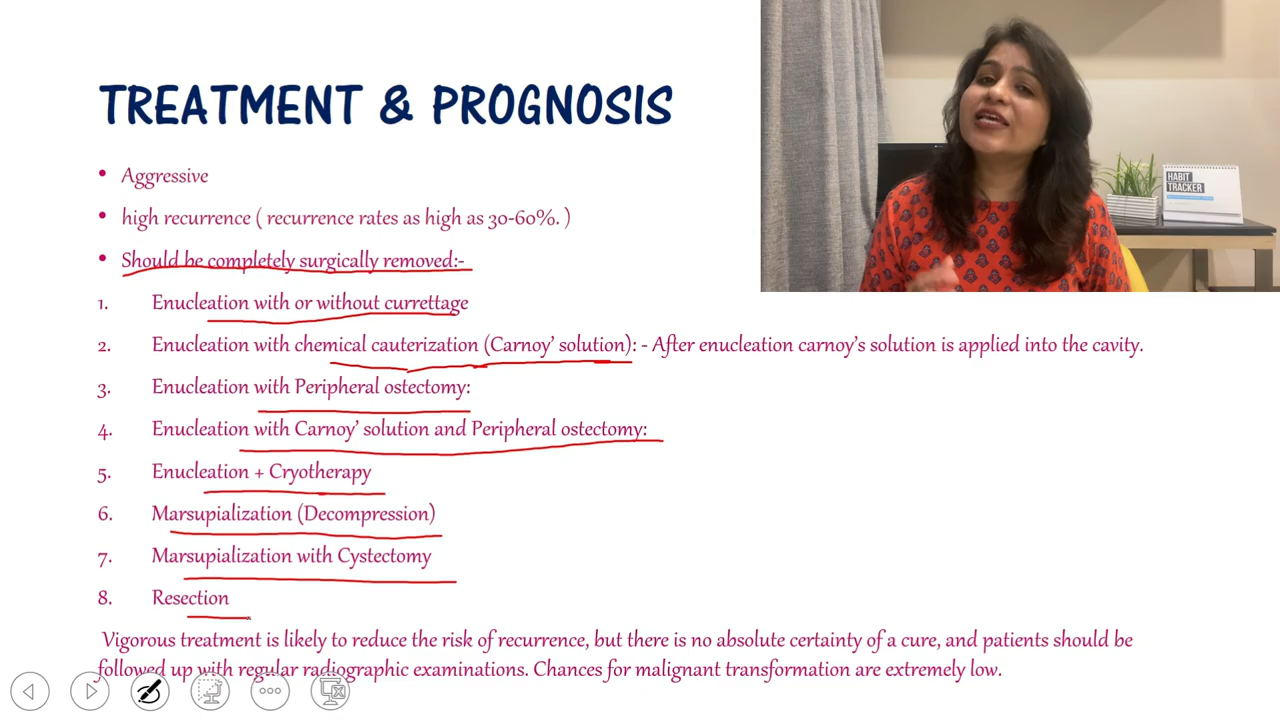 TREATMENT & PROGNOSIS
• Aggressive
• high recurrence ( recurrence rates as high as 30-60%. )
• Should be completely surgically removed:-
1. Enucleation with or without currettage
2. Enucleation with chemical cauterization (Carnoy' solution): - After enucleation carnoy's solution is applied into the cavity.
3. Enucleation with Peripheral ostectomy:
4. Enucleation with Carnoy' solution and Peripheral ostectomy:
5. Enucleation + Cryotherapy
6. Marsupialization (Decompression)
7. Marsupialization with Cystectomy
8. Resection
Vigorous treatment is likely to reduce the risk of recurrence, but there is no absolute certainty of a cure, and patients should be
followed up with regular radiographic examinations. Chances for malignant transformation are extremely low.
HABIT
TRACKER